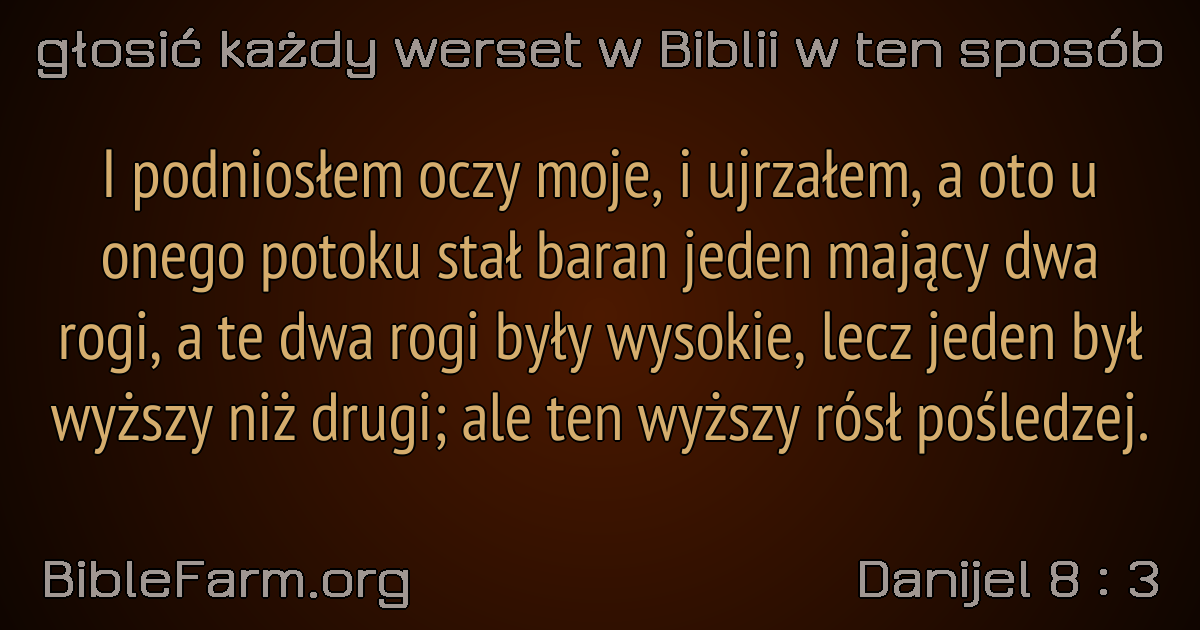 głosić każdy werset w Biblii w ten sposób
I podniosłem oczy moje, i ujrzałem, a oto u
onego potoku stał baran jeden mający dwa
rogi, a te dwa rogi były wysokie, lecz jeden był
wyższy niż drugi; ale ten wyższy rósł pośledzej.
BibleFarm.org
Danijel 8 : 3